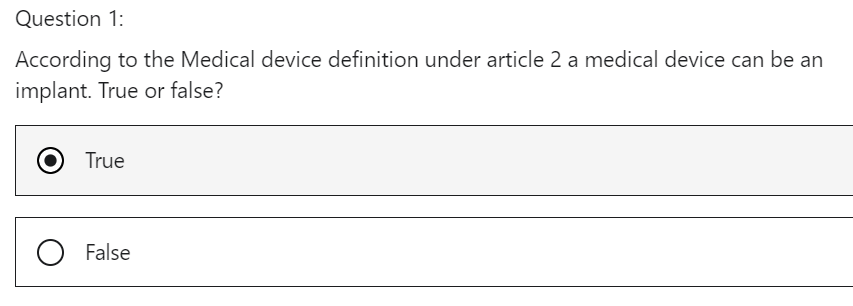 Question 1:
According to the Medical device definition under article 2 a medical device can be an
implant. True or false?
True
False